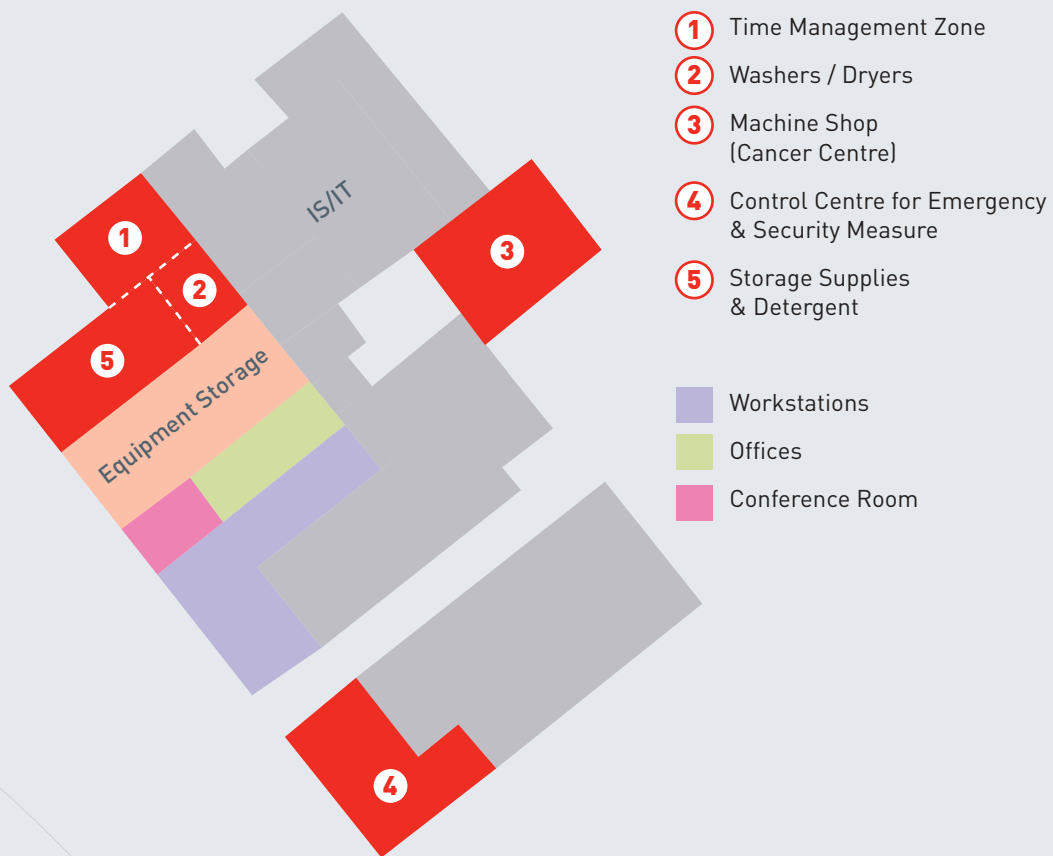 1 Time Management Zone
2 Washers / Dryers
3 Machine Shop
(Cancer Centre)
4 Control Centre for Emergency
& Security Measure
5 Storage Supplies
& Detergent
Workstations
Offices
Conference Room
IS/IT
1
2
3
5
Equipment Storage
4